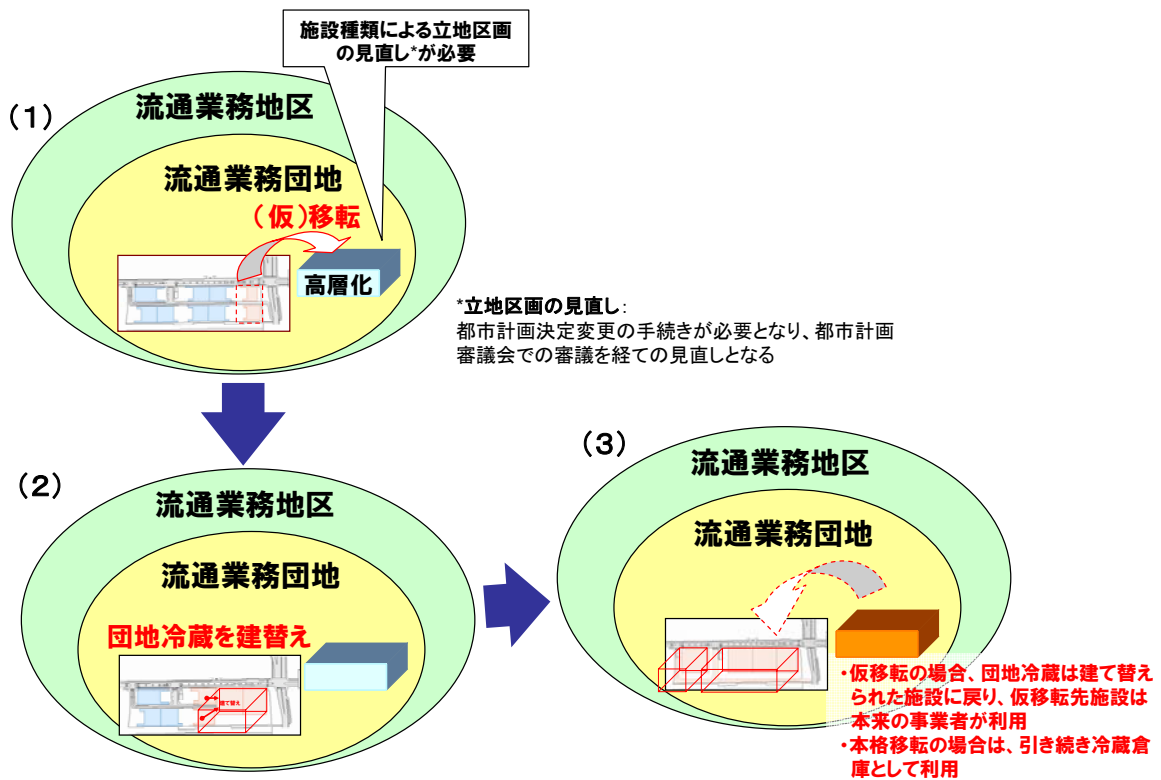 施設種類による立地区画
の見直し*が必要
(1)
流通業務地区
流通業務団地
(仮)移転
高層化
*立地区画の見直し:
都市計画決定変更の手続きが必要となり、都市計画
審議会での審議を経ての見直しとなる
(2)
流通業務地区
流通業務団地
団地冷蔵を建替え
建て替え
(3)
流通業務地区
流通業務団地
・仮移転の場合、団地冷蔵は建て替え
られた施設に戻り、仮移転先施設は
本来の事業者が利用
・本格移転の場合は、引き続き冷蔵倉
庫として利用